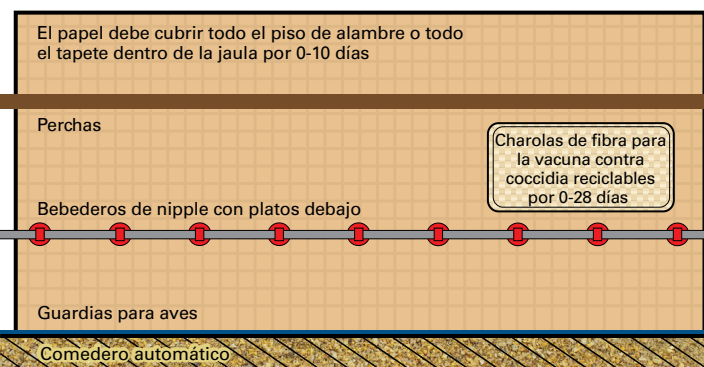 El papel debe cubrir todo el piso de alambre o todo
el tapete dentro de la jaula por 0-10 días
Perchas
Charolas de fibra para
la vacuna contra
coccidia reciclables
por 0-28 días
Bebederos de nipple con platos debajo
Guardias para aves
Comedero automático